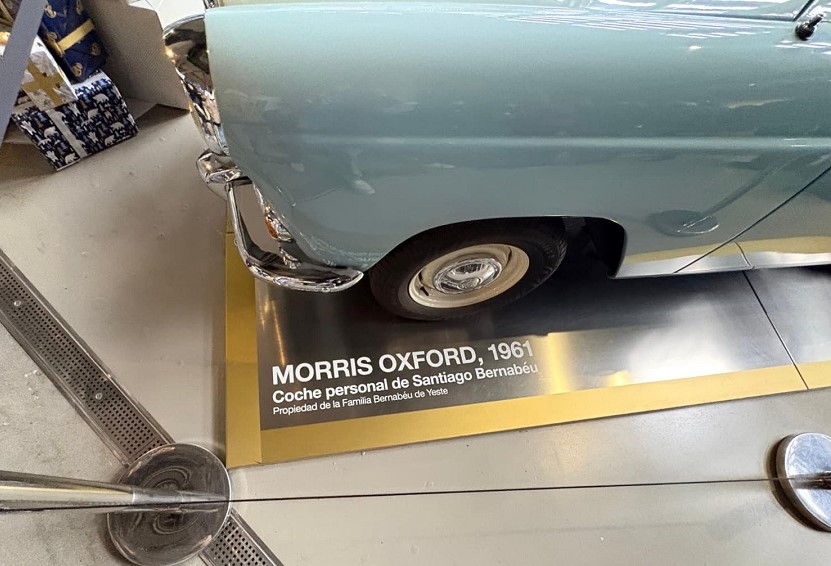 MORRIS OXFORD, 1961
Coche personal de Santiago Bernabéu
Propiedad de la Familia Bernabéu de Yeste